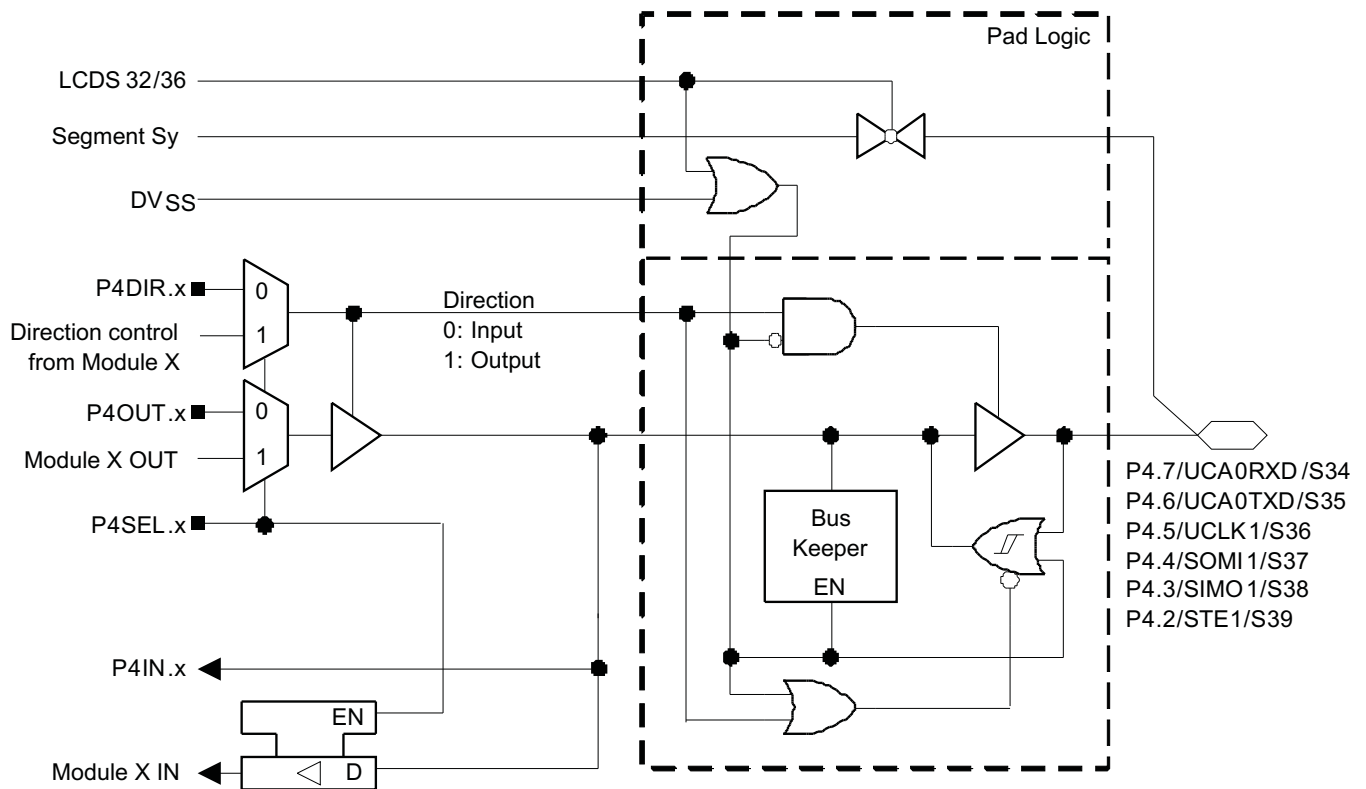 Pad Logic
LCDS 32/36
Segment Sy
DVSS
P4DIR.x
0
Direction control
from Module X
1
Direction
0: Input
1: Output
P4OUT.x
0
Module X OUT
1
P4SEL.x
Bus
Keeper
EN
P4.7/UCA0RXD/S34
P4.6/UCA0TXD/S35
P4.5/UCLK1/S36
P4.4/SOMI1/S37
P4.3/SIMO1/S38
P4.2/STE1/S39
P4IN.x
EN
Module X IN
D